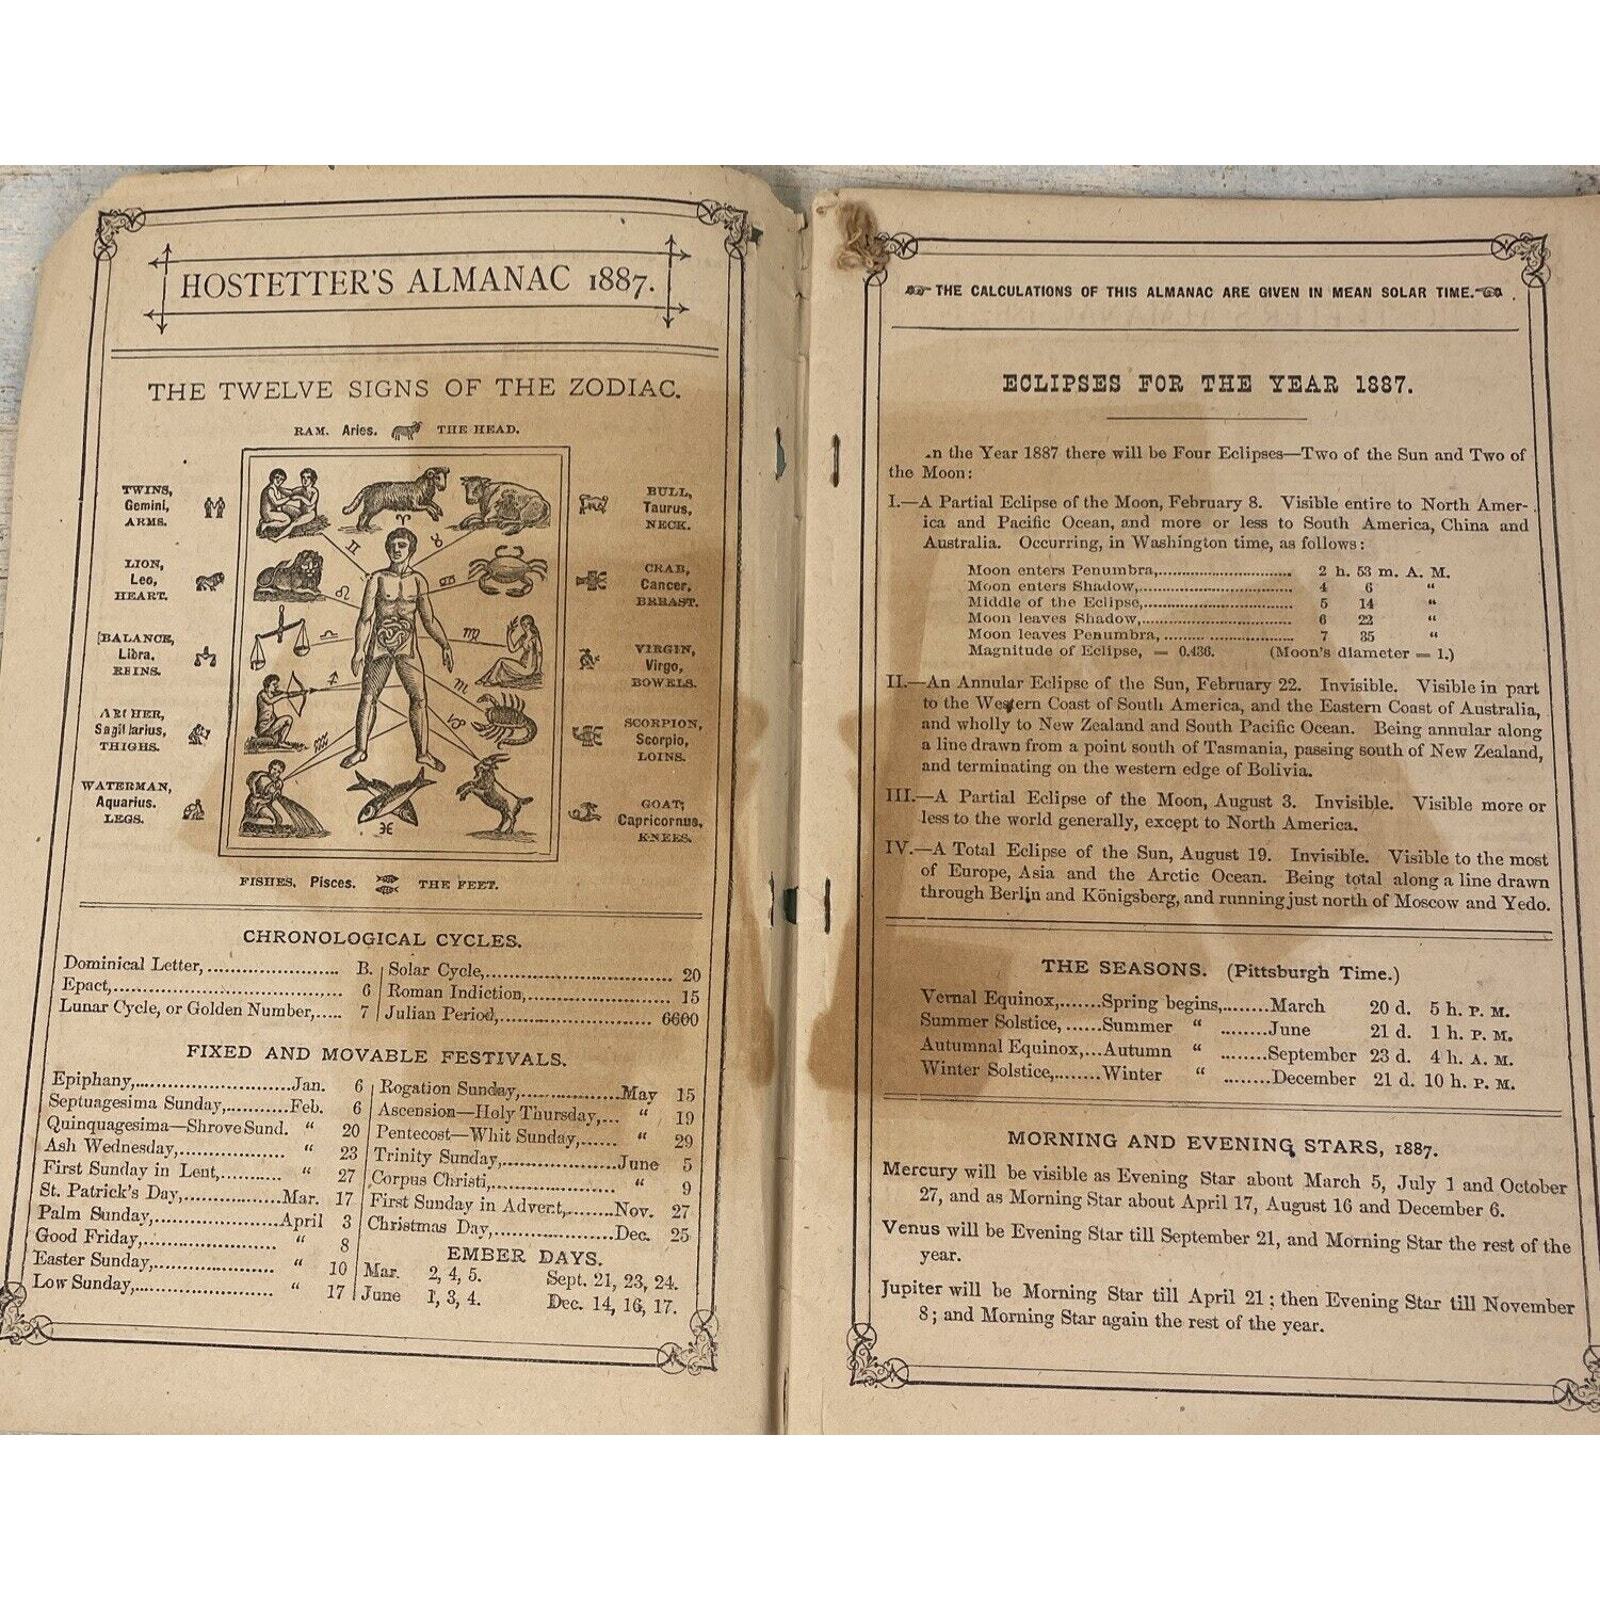 HOSTETTER'S ALMANAC 1887.
THE TWELVE SIGNS OF THE ZODIAC.
RAM. Aries. THE HEAD.
TWINS,
Gemini,
ARMS.
LION,
Leo,
HEART.
[BALANCE,
Libra.
REINS.
ARCHER,
Sagittarius,
THIGHS.
WATERMAN,
Aquarius.
LEGS.
BULL,
Taurus,
NECK.
CRAB,
Cancer,
BREAST.
VIRGIN,
Virgo,
BOWELS.
SCORPION,
Scorpio,
LOINS.
GOAT;
Capricornus,
KNEES.
♈ ♊ ♉ ♌ ♋ ♎ ♍ ♐ ♏ ♑ ♒ ♓
FISHES, Pisces. THE FEET.
CHRONOLOGICAL CYCLES.
Dominical Letter,...................... B.
Epact,...................................... 6
Lunar Cycle, or Golden Number,..... 7
Solar Cycle,............................... 20
Roman Indiction,....................... 15
Julian Period,........................... 6600
FIXED AND MOVABLE FESTIVALS.
Epiphany,..........................Jan. 6
Septuagesima Sunday,...........Feb. 6
Quinquagesima—Shrove Sund. “ 20
Ash Wednesday,.................. “ 23
First Sunday in Lent,.......... “ 27
St. Patrick's Day,................Mar. 17
Palm Sunday,.....................April 3
Good Friday,...................... “ 8
Easter Sunday,.................... “ 10
Low Sunday,....................... “ 17
Rogation Sunday,................May 15
Ascension—Holy Thursday,... “ 19
Pentecost—Whit Sunday,...... “ 29
Trinity Sunday,...................June 5
Corpus Christi,..................... “ 9
First Sunday in Advent,........Nov. 27
Christmas Day,....................Dec. 25
EMBER DAYS.
Mar. 2, 4, 5. Sept. 21, 23, 24.
June 1, 3, 4. Dec. 14, 16, 17.
THE CALCULATIONS OF THIS ALMANAC ARE GIVEN IN MEAN SOLAR TIME.
ECLIPSES FOR THE YEAR 1887.
n the Year 1887 there will be Four Eclipses—Two of the Sun and Two of
the Moon:
I.—A Partial Eclipse of the Moon, February 8. Visible entire to North Amer-
ica and Pacific Ocean, and more or less to South America, China and
Australia. Occurring, in Washington time, as follows:
Moon enters Penumbra,............................ 2 h. 53 m. A. M.
Moon enters Shadow,................................ 4 6 “
Middle of the Eclipse,............................... 5 14 “
Moon leaves Shadow,................................ 6 22 “
Moon leaves Penumbra, ........ ................. 7 35 “
Magnitude of Eclipse, = 0.436. (Moon's diameter = 1.)
II.—An Annular Eclipse of the Sun, February 22. Invisible. Visible in part
to the Western Coast of South America, and the Eastern Coast of Australia,
and wholly to New Zealand and South Pacific Ocean. Being annular along
a line drawn from a point south of Tasmania, passing south of New Zealand,
and terminating on the western edge of Bolivia.
III.—A Partial Eclipse of the Moon, August 3. Invisible. Visible more or
less to the world generally, except to North America.
IV.—A Total Eclipse of the Sun, August 19. Invisible. Visible to the most
of Europe, Asia and the Arctic Ocean. Being total along a line drawn
through Berlin and Königsberg, and running just north of Moscow and Yedo.
THE SEASONS. (Pittsburgh Time.)
Vernal Equinox,.......Spring begins,........March 20 d. 5 h. P. M.
Summer Solstice, ......Summer “ ........June 21 d. 1 h. P. M.
Autumnal Equinox,...Autumn “ ........September 23 d. 4 h. A. M.
Winter Solstice,........Winter “ ........December 21 d. 10 h. P. M.
MORNING AND EVENING STARS, 1887.
Mercury will be visible as Evening Star about March 5, July 1 and October
27, and as Morning Star about April 17, August 16 and December 6.
Venus will be Evening Star till September 21, and Morning Star the rest of the
year.
Jupiter will be Morning Star till April 21; then Evening Star till November
8; and Morning Star again the rest of the year.